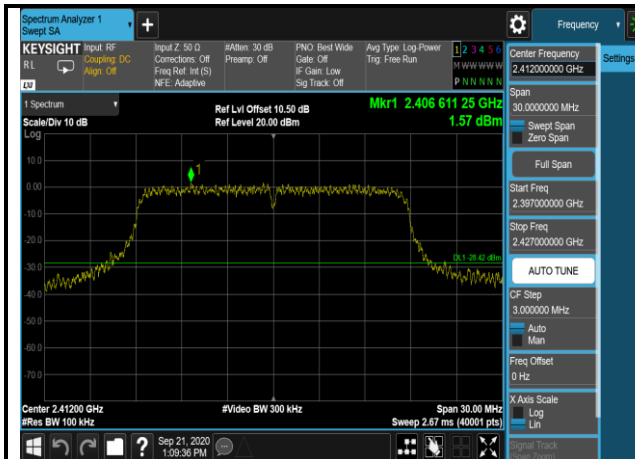 Spectrum Analyzer 1
Swept SA
+
Frequency
KEYSIGHT
RL
LXI
Input: RF
Coupling: DC
Align: Off
Input Z: 50 Ω
Corrections: Off
Freq Ref: Int (S)
NFE: Adaptive
#Atten: 30 dB
Preamp: Off
PNO: Best Wide
Gate: Off
IF Gain: Low
Sig Track: Off
Avg Type: Log-Power
Trig: Free Run
1 2 3 4 5 6
M W W W W W
P N N N N N
Center Frequency
2.412000000 GHz
Settings
Span
30.0000000 MHz
Swept Span
Zero Span
Full Span
Start Freq
2.397000000 GHz
Stop Freq
2.427000000 GHz
AUTO TUNE
CF Step
3.000000 MHz
Auto
Man
Freq Offset
0 Hz
X Axis Scale
Log
Lin
Signal Track
(Span Zoom)
1 Spectrum
Scale/Div 10 dB
Log
Ref Lvl Offset 10.50 dB
Ref Level 20.00 dBm
Mkr1 2.406 611 25 GHz
1.57 dBm
1
10.0
0.00
-10.0
-20.0
-30.0
-40.0
-50.0
-60.0
-70.0
DL1 -28.42 dBm
Center 2.41200 GHz
#Res BW 100 kHz
#Video BW 300 kHz
Span 30.00 MHz
Sweep 2.67 ms (40001 pts)
?
Sep 21, 2020
1:09:36 PM